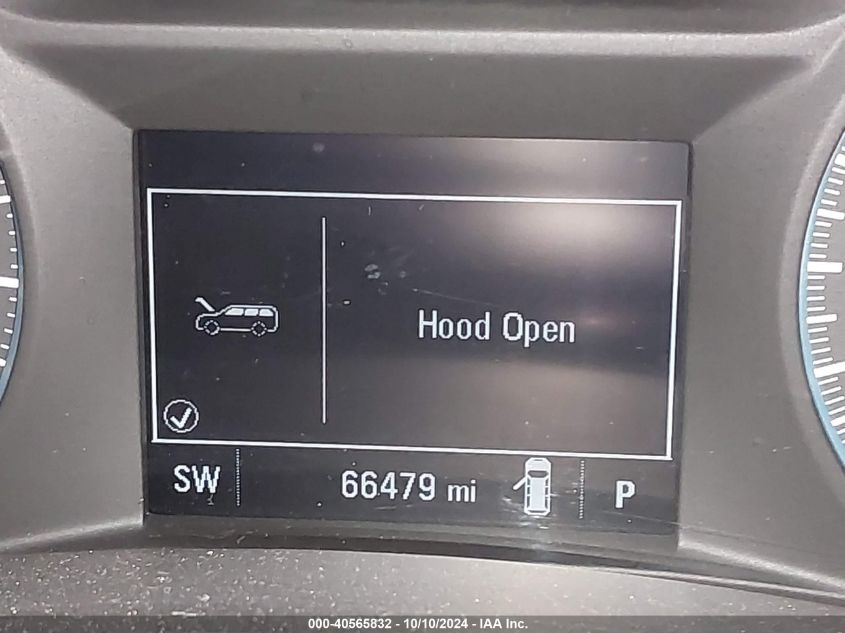 Hood Open
SW 66479 mi P
000-40565832 - 10/10/2024 - IAA Inc.